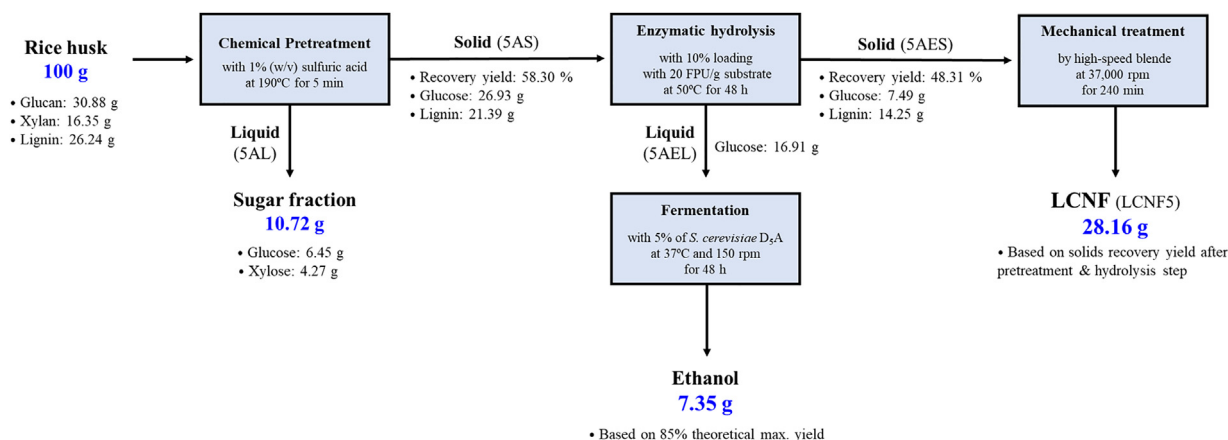 Rice husk
100 g
• Glucan: 30.88 g
• Xylan: 16.35 g
• Lignin: 26.24 g
Chemical Pretreatment
with 1% (w/v) sulfuric acid
at 190℃ for 5 min
Solid (5AS)
• Recovery yield: 58.30 %
• Glucose: 26.93 g
• Lignin: 21.39 g
Liquid
(5AL)
Sugar fraction
10.72 g
• Glucose: 6.45 g
• Xylose: 4.27 g
Enzymatic hydrolysis
with 10% loading
with 20 FPU/g substrate
at 50℃ for 48 h
Solid (5AES)
• Recovery yield: 48.31 %
• Glucose: 7.49 g
• Lignin: 14.25 g
Liquid
(5AEL)
Glucose: 16.91 g
Fermentation
with 5% of S. cerevisiae D₅A
at 37℃ and 150 rpm
for 48 h
Ethanol
7.35 g
• Based on 85% theoretical max. yield
Mechanical treatment
by high-speed blende
at 37,000 rpm
for 240 min
LCNF (LCNF5)
28.16 g
• Based on solids recovery yield after
pretreatment & hydrolysis step